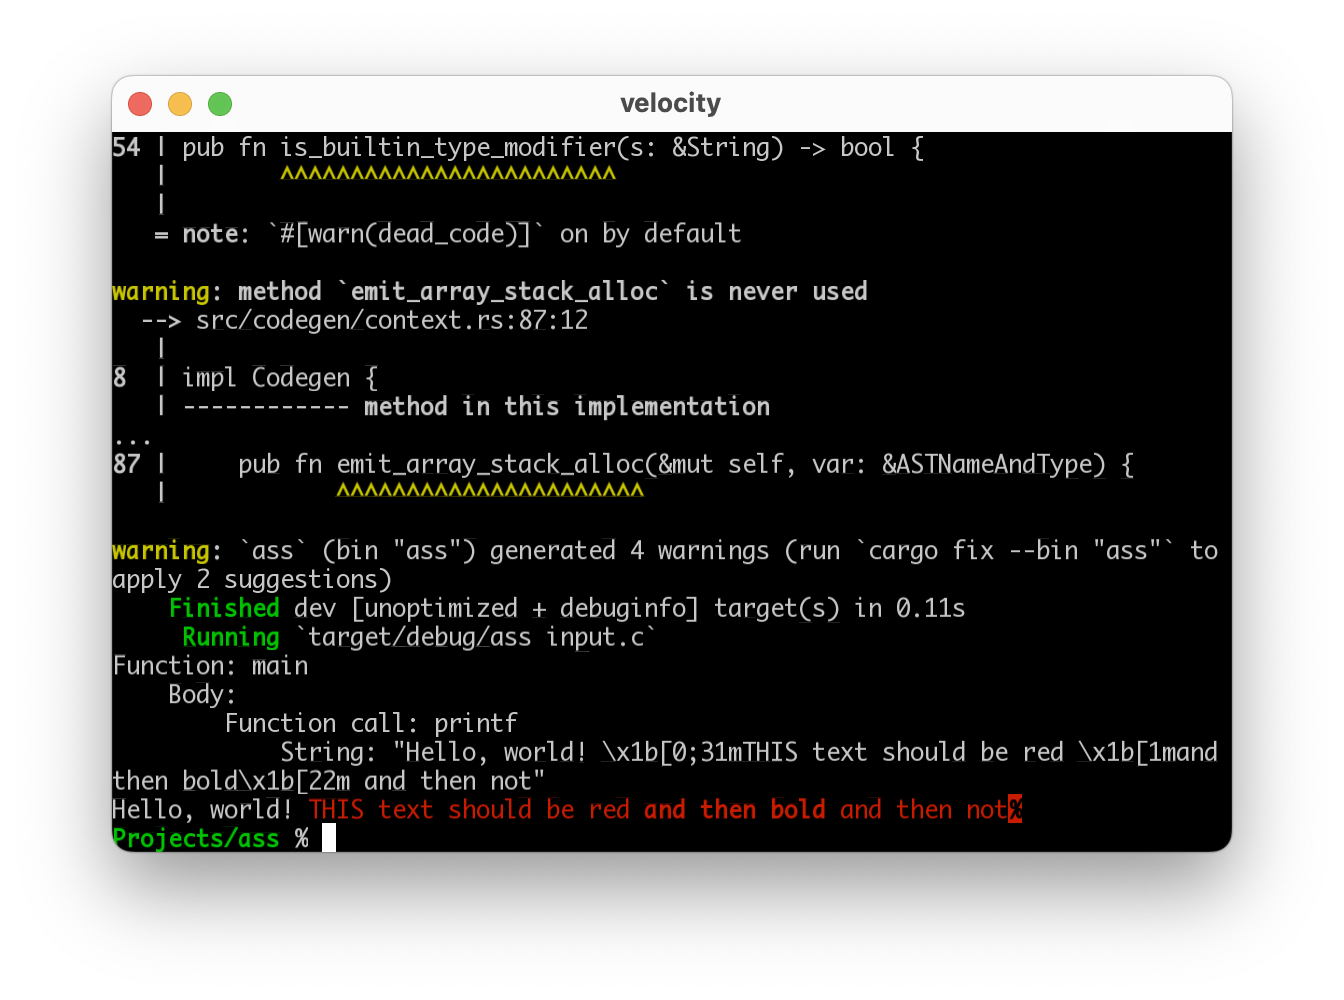 velocity
54 | pub fn is_builtin_type_modifier(s: &String) -> bool {
   |        ^^^^^^^^^^^^^^^^^^^^^^^^
   |
   = note: `#[warn(dead_code)]` on by default
warning: method `emit_array_stack_alloc` is never used
  --> src/codegen/context.rs:87:12
   |
8  | impl Codegen {
   | ------------ method in this implementation
...
87 |     pub fn emit_array_stack_alloc(&mut self, var: &ASTNameAndType) {
   |            ^^^^^^^^^^^^^^^^^^^^^^
warning: `ass` (bin "ass") generated 4 warnings (run `cargo fix --bin "ass"` to
apply 2 suggestions)
    Finished dev [unoptimized + debuginfo] target(s) in 0.11s
     Running `target/debug/ass input.c`
Function: main
    Body:
        Function call: printf
            String: "Hello, world! \x1b[0;31mTHIS text should be red \x1b[1mand
then bold\x1b[22m and then not"
Hello, world! THIS text should be red and then bold and then not%
Projects/ass %